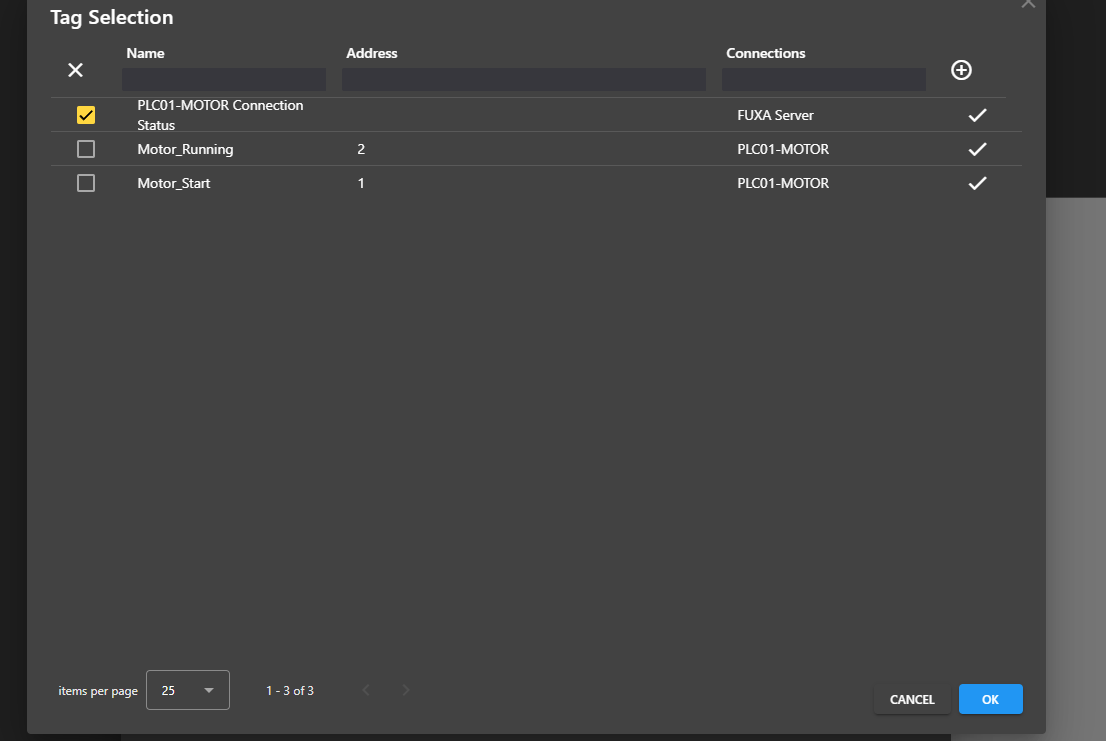 Tag Selection
Name Address Connections
PLC01-MOTOR Connection
Status
FUXA Server
Motor_Running 2 PLC01-MOTOR
Motor_Start 1 PLC01-MOTOR
items per page 25 1 - 3 of 3
CANCEL OK